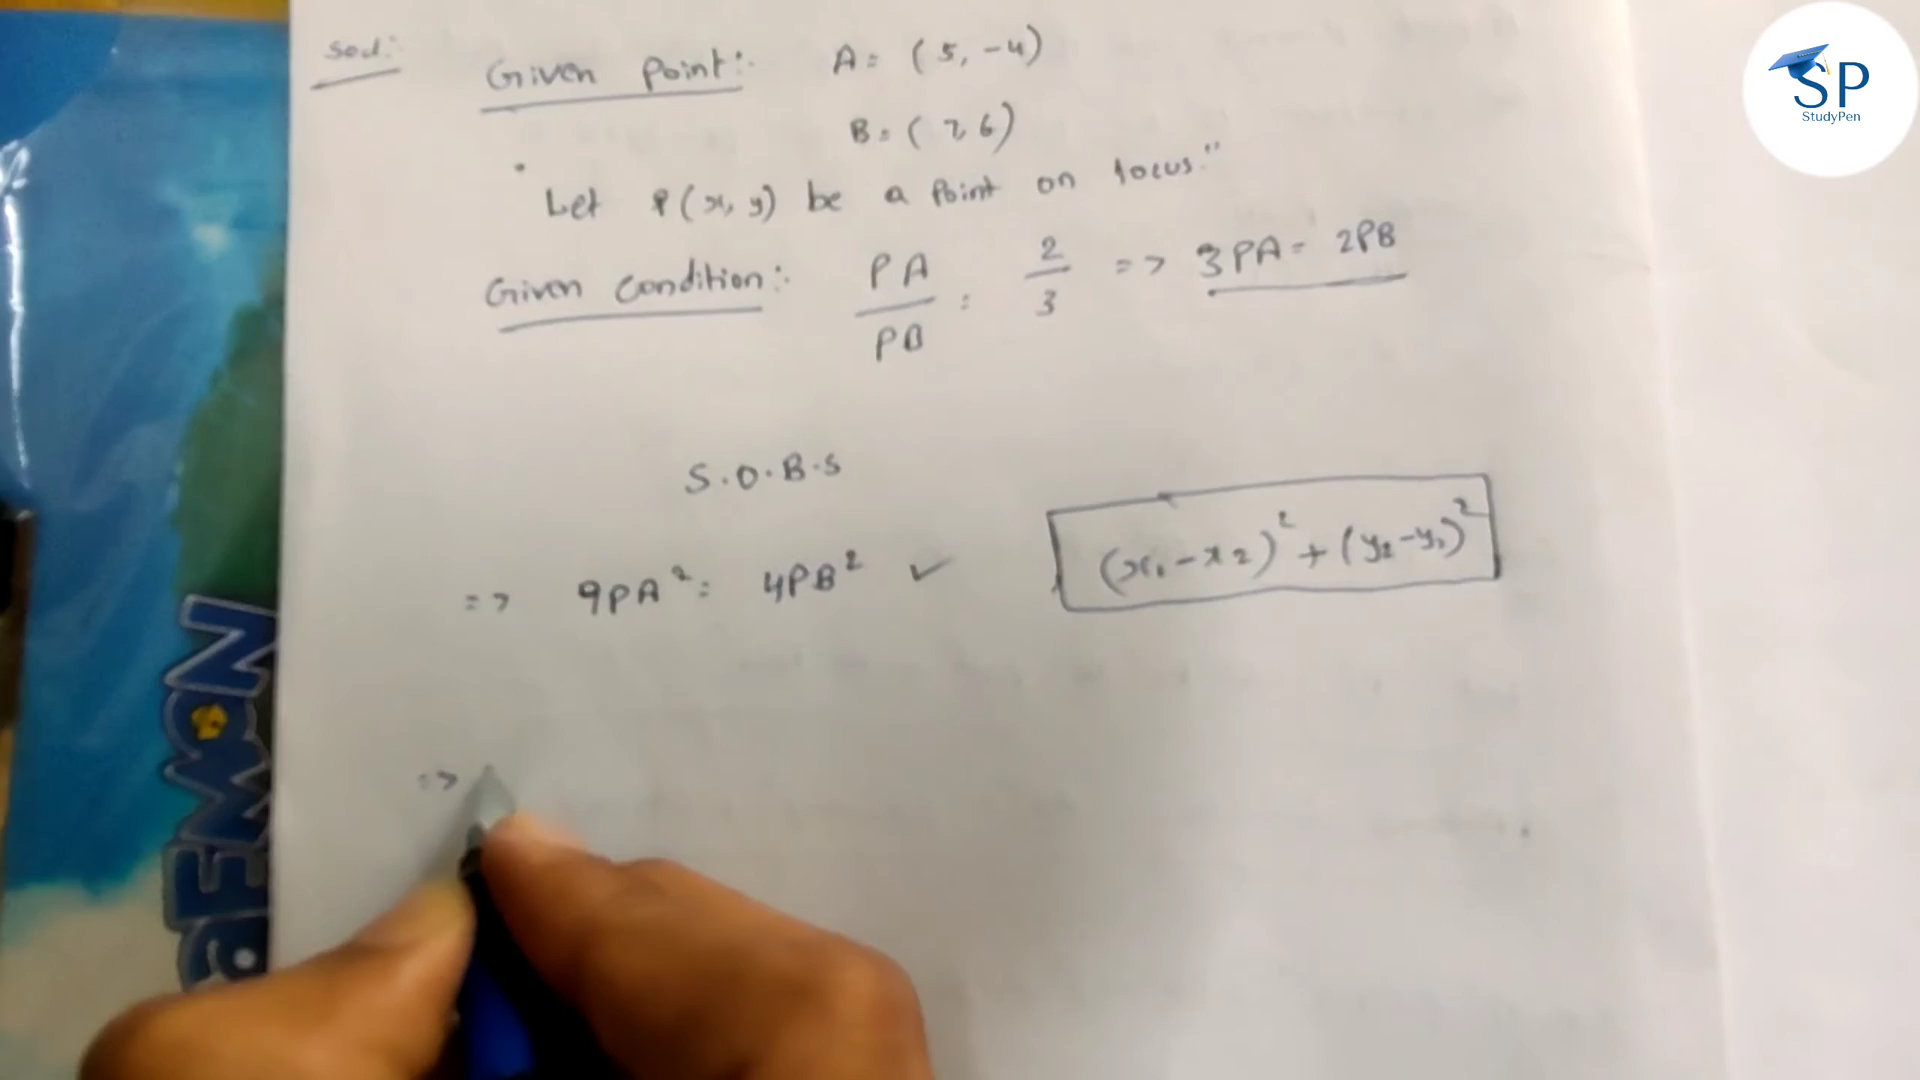 Sol:
Given Point:- A = (5, -4)
B = (7, 6)
Let P(x, y) be a Point on locus."
Given Condition:- PA/PB = 2/3 => 3PA = 2PB
S.O.B.S
=> 9PA² = 4PB² ✓ (x₁ - x₂)² + (y₂ - y₁)²
=>
SP
StudyPen
DORAEMON